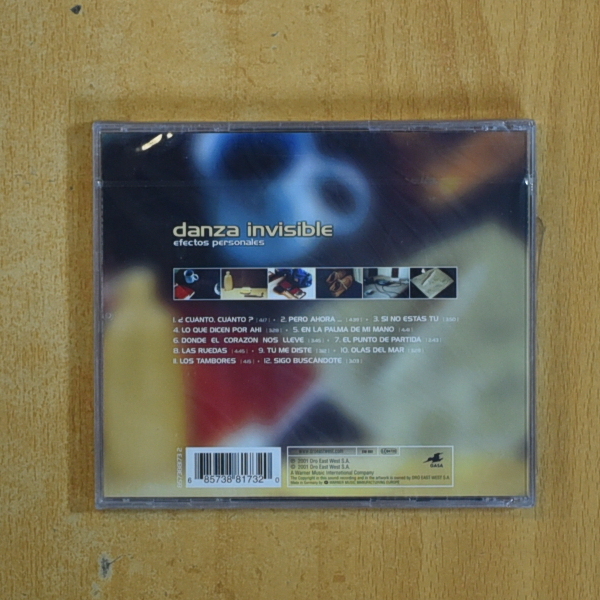 danza invisible
efectos personales
1. ¿ CUANTO, CUANTO ? • 2. PERO AHORA ... • 3. SI NO ESTAS TU
4. LO QUE DICEN POR AHI • 5. EN LA PALMA DE MI MANO
6. DONDE EL CORAZON NOS LLEVE • 7. EL PUNTO DE PARTIDA
8. LAS RUEDAS • 9. TU ME DISTE • 10. OLAS DEL MAR
11. LOS TAMBORES • 12. SIGO BUSCANDOTE
℗ 2001 Dro East West S.A.
© 2001 Dro East West S.A.
A Warner Music International Company
GASA
6 85738 81732 0